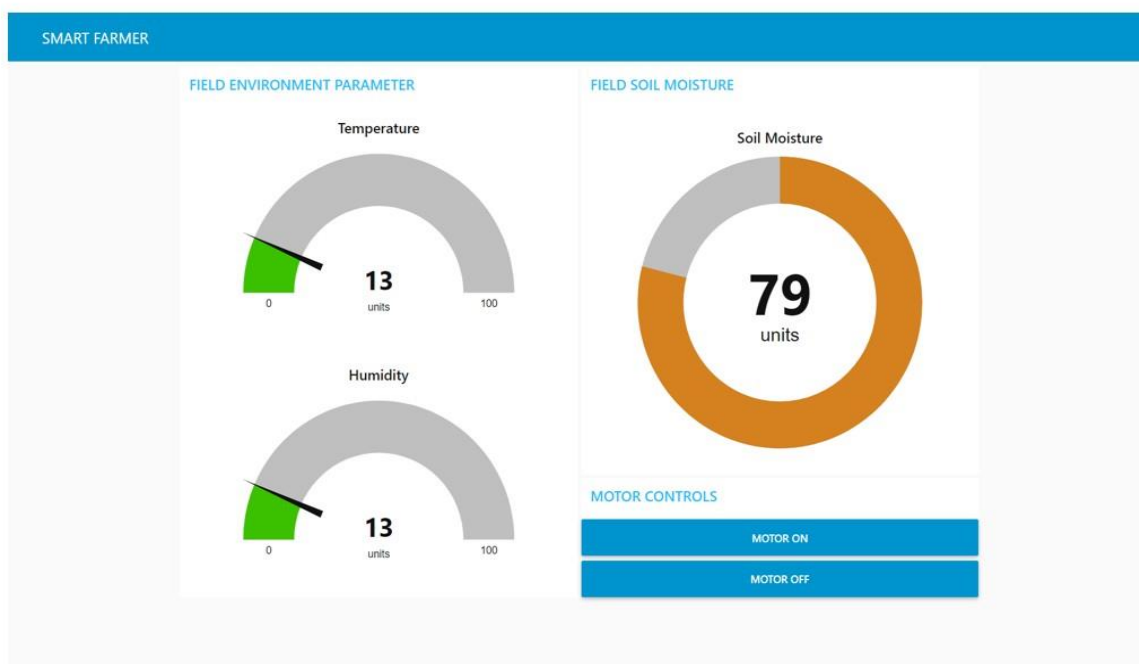 SMART FARMER
FIELD ENVIRONMENT PARAMETER
Temperature
13
units
0
100
Humidity
13
units
0
100
FIELD SOIL MOISTURE
Soil Moisture
79
units
MOTOR CONTROLS
MOTOR ON
MOTOR OFF